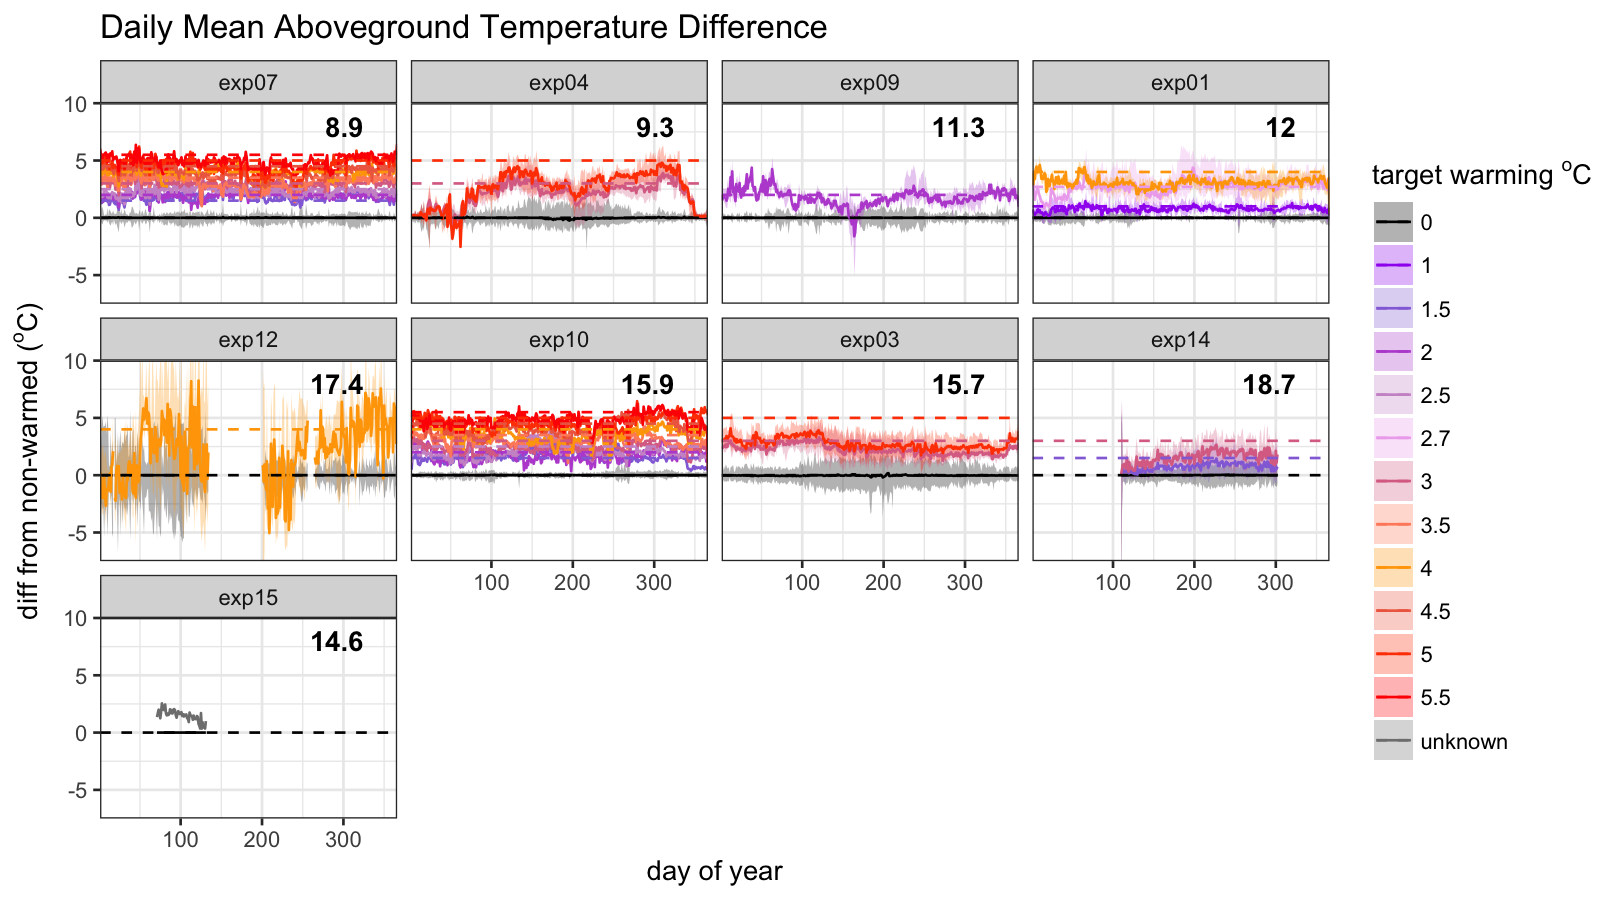 Daily Mean Aboveground Temperature Difference
exp07
exp04
exp09
exp01
10
5
0
-5
8.9
9.3
11.3
12
exp12
exp10
exp03
exp14
10
5
0
-5
17.4
15.9
15.7
18.7
100 200 300
100 200 300
100 200 300
exp15
10
5
0
-5
14.6
100 200 300
day of year
diff from non-warmed (°C)
target warming °C
0
1
1.5
2
2.5
2.7
3
3.5
4
4.5
5
5.5
unknown